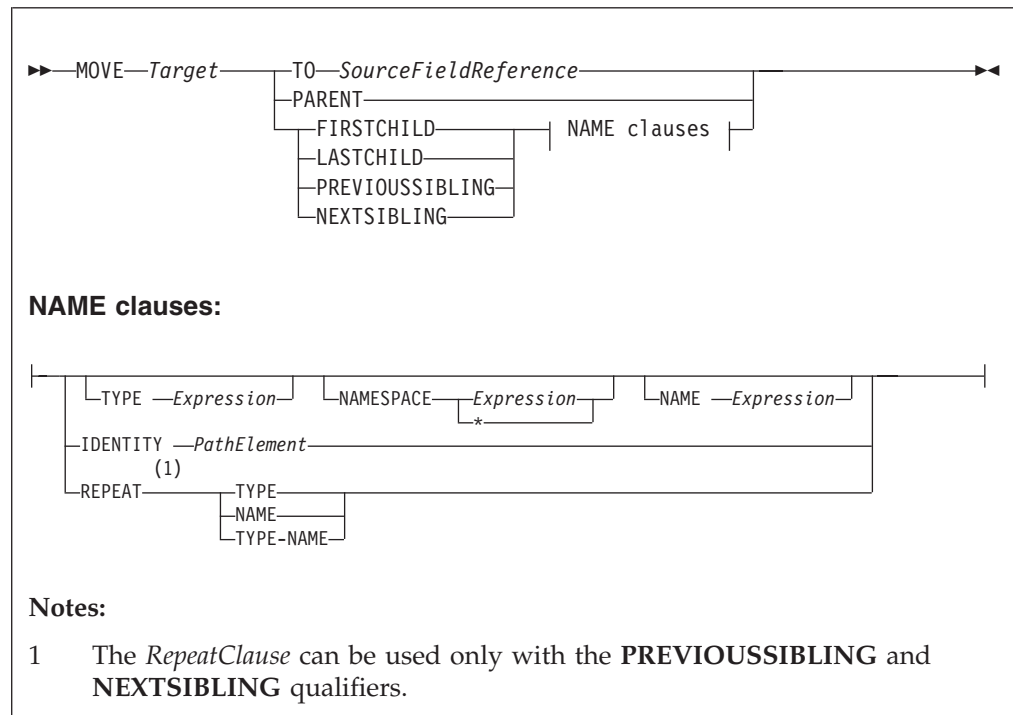 MOVE Target TO SourceFieldReference
PARENT
FIRSTCHILD NAME clauses
LASTCHILD
PREVIOUSSIBLING
NEXTSIBLING
NAME clauses:
TYPE Expression NAMESPACE Expression NAME Expression
*
IDENTITY PathElement
(1)
REPEAT TYPE
NAME
TYPE-NAME
Notes:
1 The RepeatClause can be used only with the PREVIOUSSIBLING and
NEXTSIBLING qualifiers.